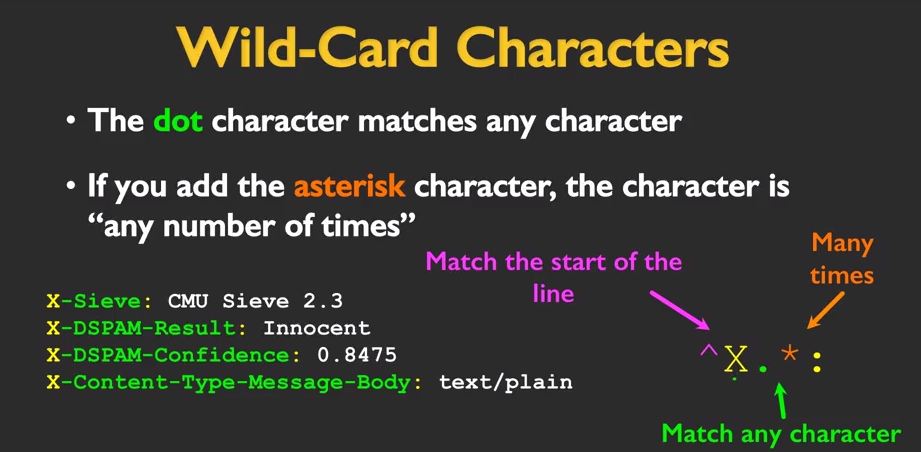 Wild-Card Characters
• The dot character matches any character
• If you add the asterisk character, the character is
“any number of times”
Match the start of the
line
Many
times
X-Sieve: CMU Sieve 2.3
X-DSPAM-Result: Innocent
X-DSPAM-Confidence: 0.8475
X-Content-Type-Message-Body: text/plain
^X.*:
Match any character